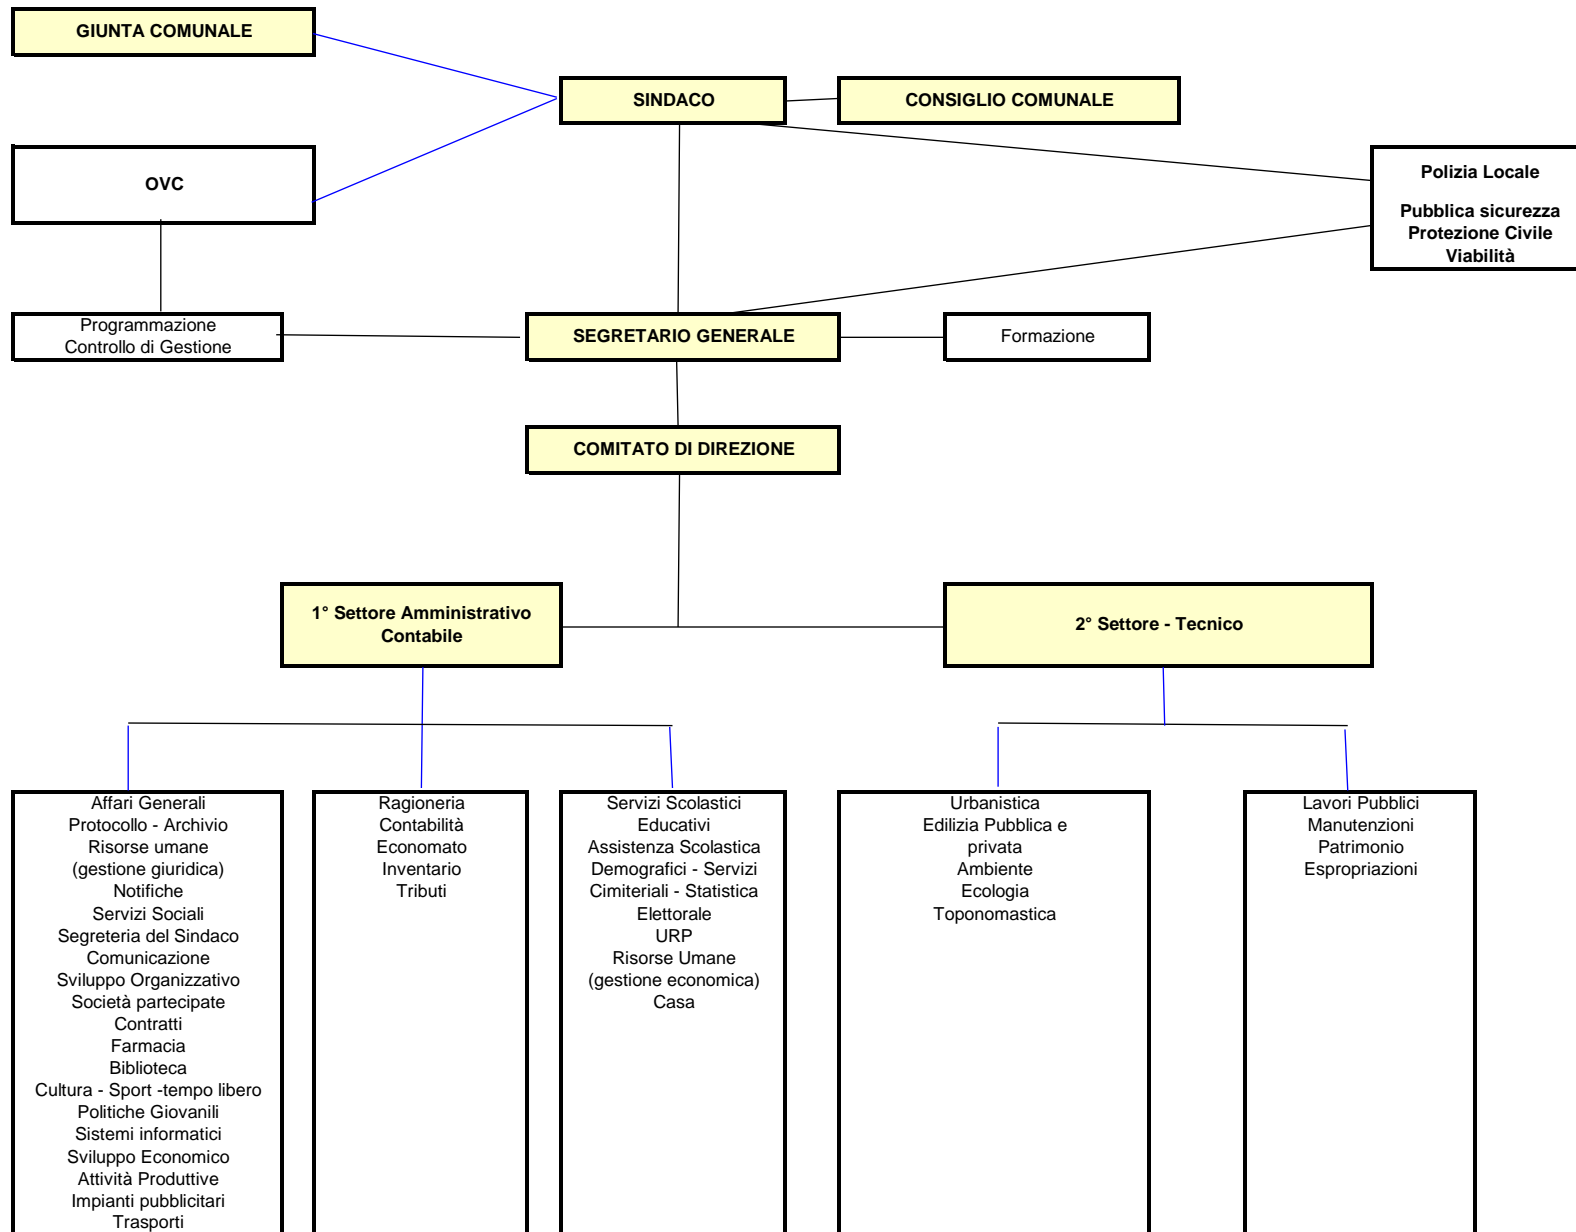 GIUNTA COMUNALE
SINDACO
CONSIGLIO COMUNALE
OVC
Polizia Locale
Pubblica sicurezza
Protezione Civile
Viabilità
Programmazione
Controllo di Gestione
SEGRETARIO GENERALE
Formazione
COMITATO DI DIREZIONE
1° Settore Amministrativo
Contabile
2° Settore - Tecnico
Affari Generali
Protocollo - Archivio
Risorse umane
(gestione giuridica)
Notifiche
Servizi Sociali
Segreteria del Sindaco
Comunicazione
Sviluppo Organizzativo
Società partecipate
Contratti
Farmacia
Biblioteca
Cultura - Sport -tempo libero
Politiche Giovanili
Sistemi informatici
Sviluppo Economico
Attività Produttive
Impianti pubblicitari
Trasporti
Ragioneria
Contabilità
Economato
Inventario
Tributi
Servizi Scolastici
Educativi
Assistenza Scolastica
Demografici - Servizi
Cimiteriali - Statistica
Elettorale
URP
Risorse Umane
(gestione economica)
Casa
Urbanistica
Edilizia Pubblica e
privata
Ambiente
Ecologia
Toponomastica
Lavori Pubblici
Manutenzioni
Patrimonio
Espropriazioni